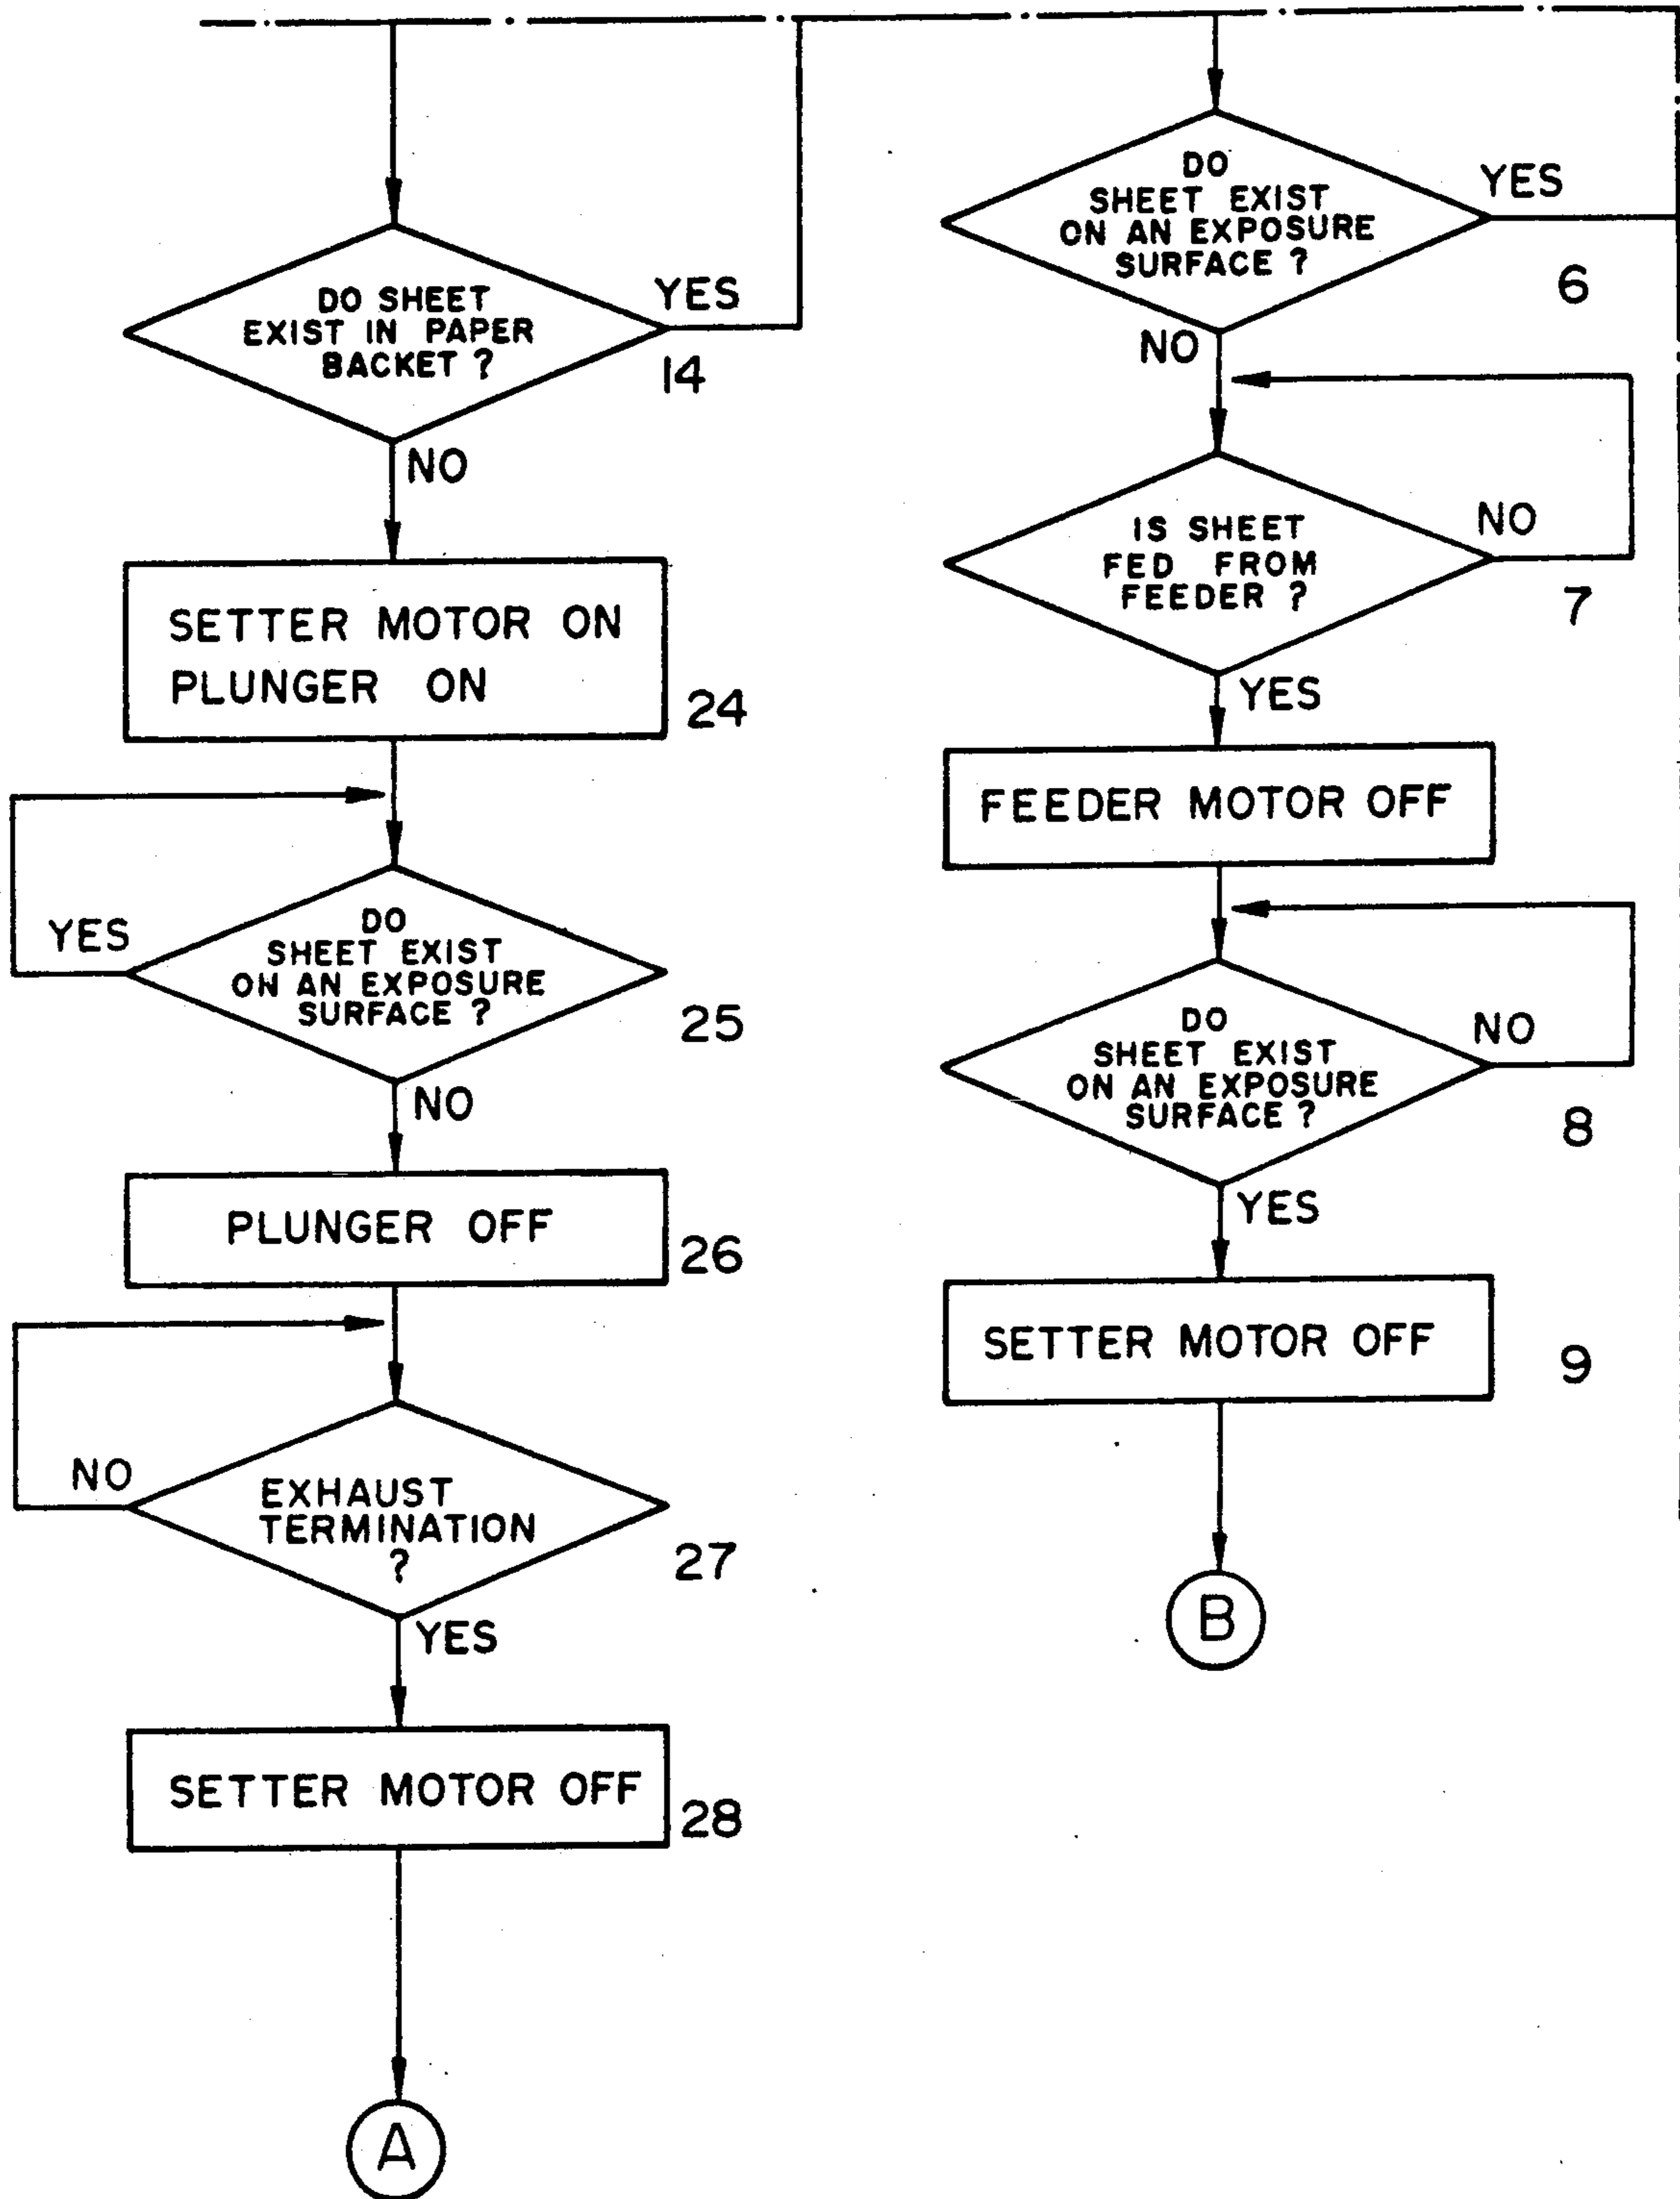 DO SHEET
EXIST IN PAPER
BACKET ?
YES
14
NO
SETTER MOTOR ON
PLUNGER ON
24
YES
DO
SHEET EXIST
ON AN EXPOSURE
SURFACE ?
25
NO
PLUNGER OFF
26
NO
EXHAUST
TERMINATION
?
27
YES
SETTER MOTOR OFF
28
A
DO
SHEET EXIST
ON AN EXPOSURE
SURFACE ?
YES
6
NO
IS SHEET
FED FROM
FEEDER ?
NO
7
YES
FEEDER MOTOR OFF
DO
SHEET EXIST
ON AN EXPOSURE
SURFACE ?
NO
8
YES
SETTER MOTOR OFF
9
B